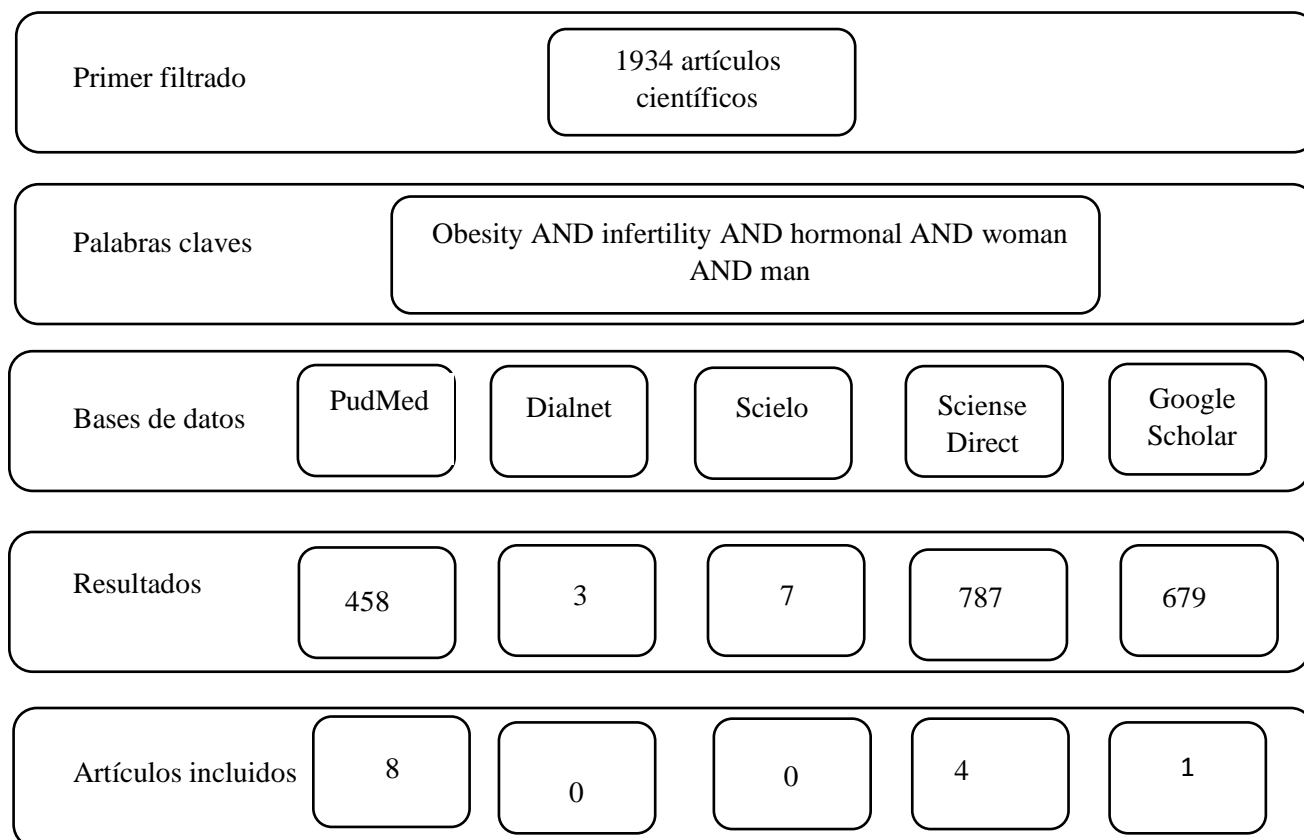 Primer filtrado
1934 artículos
científicos
Palabras claves
Obesity AND infertility AND hormonal AND woman
AND man
Bases de datos
PudMed
Dialnet
Scielo
Sciense
Direct
Google
Scholar
Resultados
458
3
7
787
679
Artículos incluidos
8
0
0
4
1